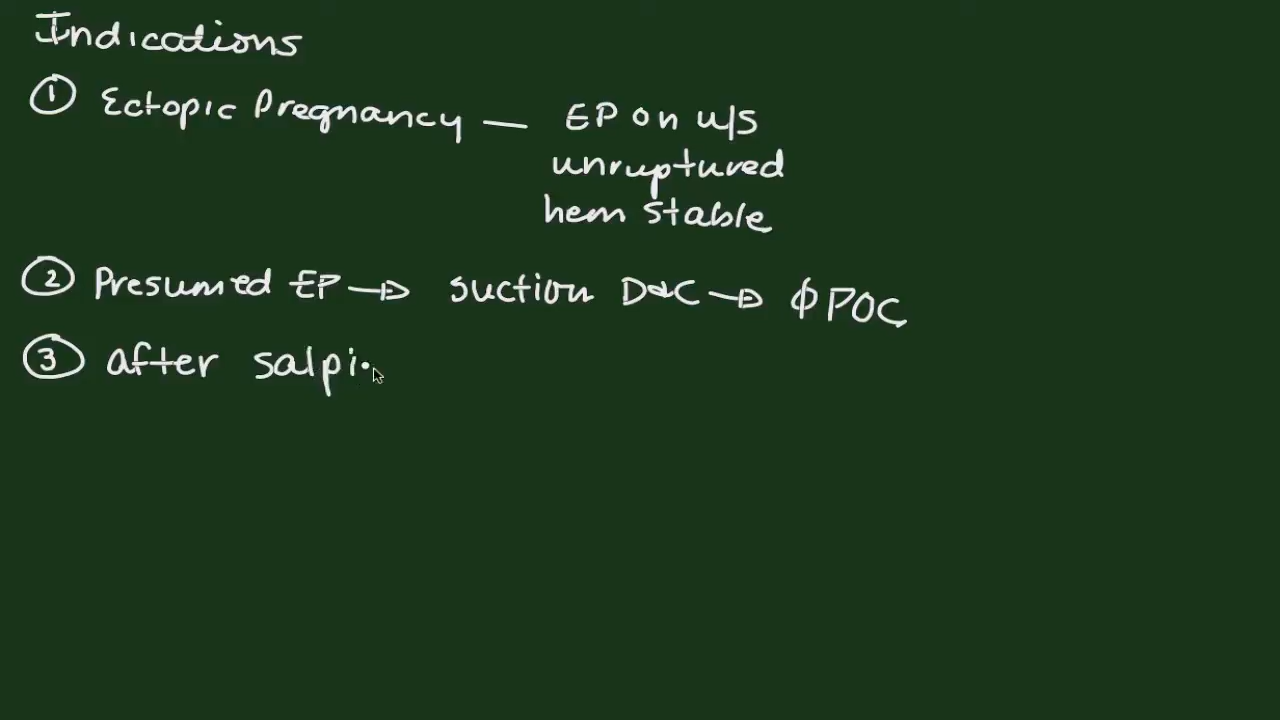 Indications
① Ectopic Pregnancy — EP on u/s
unruptured
hem stable
② Presumed EP → suction D&C → ϕ POC
③ after salpi